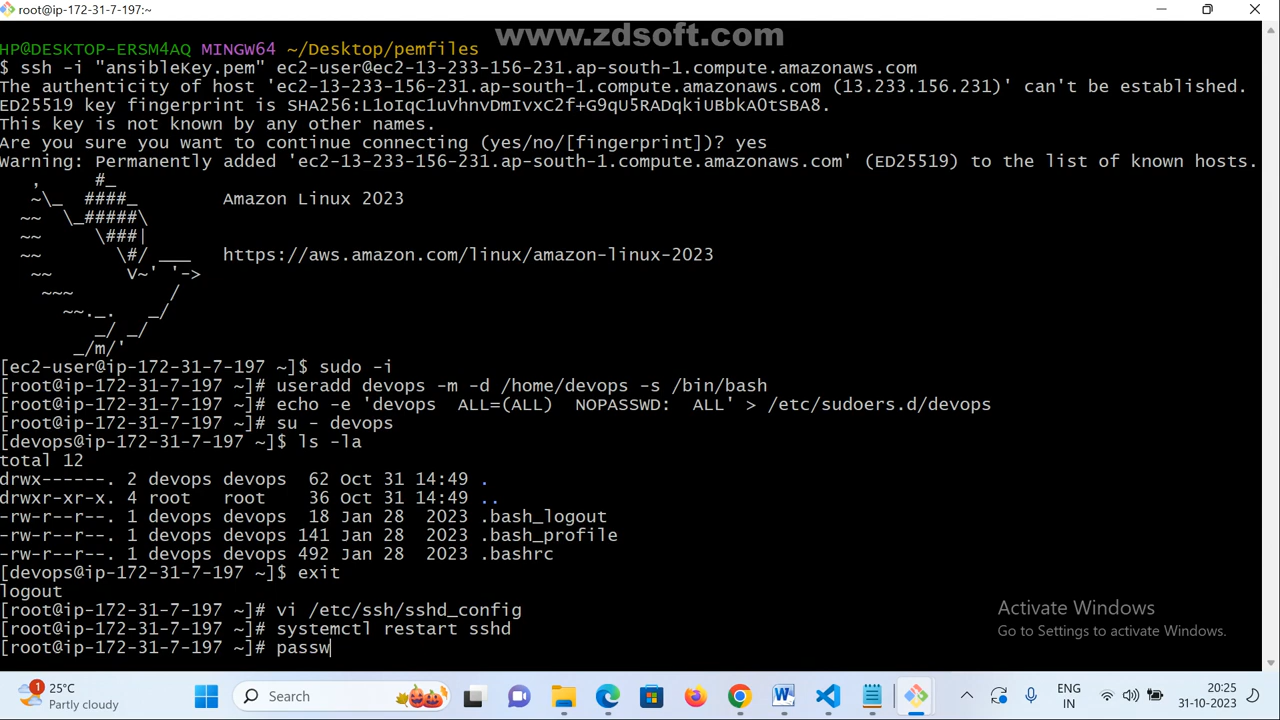 root@ip-172-31-7-197:~
www.zdsoft.com
HP@DESKTOP-ERSM4AQ MINGW64 ~/Desktop/pemfiles
$ ssh -i "ansibleKey.pem" ec2-user@ec2-13-233-156-231.ap-south-1.compute.amazonaws.com
The authenticity of host 'ec2-13-233-156-231.ap-south-1.compute.amazonaws.com (13.233.156.231)' can't be established.
ED25519 key fingerprint is SHA256:L1oIqC1uVhnvDmIvxC2f+G9qU5RADqkiUBbkA0tSBA8.
This key is not known by any other names.
Are you sure you want to continue connecting (yes/no/[fingerprint])? yes
Warning: Permanently added 'ec2-13-233-156-231.ap-south-1.compute.amazonaws.com' (ED25519) to the list of known hosts.
   ,     #_
   ~\_  ####_        Amazon Linux 2023
  ~~  \_#####\
  ~~     \###|
  ~~       \#/ ___   https://aws.amazon.com/linux/amazon-linux-2023
   ~~       V~' '->
    ~~~         /
      ~~._.   _/
         _/ _/
       _/m/'
[ec2-user@ip-172-31-7-197 ~]$ sudo -i
[root@ip-172-31-7-197 ~]# useradd devops -m -d /home/devops -s /bin/bash
[root@ip-172-31-7-197 ~]# echo -e 'devops  ALL=(ALL)  NOPASSWD:  ALL' > /etc/sudoers.d/devops
[root@ip-172-31-7-197 ~]# su - devops
[devops@ip-172-31-7-197 ~]$ ls -la
total 12
drwx------. 2 devops devops  62 Oct 31 14:49 .
drwxr-xr-x. 4 root   root    36 Oct 31 14:49 ..
-rw-r--r--. 1 devops devops  18 Jan 28  2023 .bash_logout
-rw-r--r--. 1 devops devops 141 Jan 28  2023 .bash_profile
-rw-r--r--. 1 devops devops 492 Jan 28  2023 .bashrc
[devops@ip-172-31-7-197 ~]$ exit
logout
[root@ip-172-31-7-197 ~]# vi /etc/ssh/sshd_config
[root@ip-172-31-7-197 ~]# systemctl restart sshd
[root@ip-172-31-7-197 ~]# passw
Activate Windows
Go to Settings to activate Windows.
1
25°C
Partly cloudy
Search
ENG
IN
20:25
31-10-2023